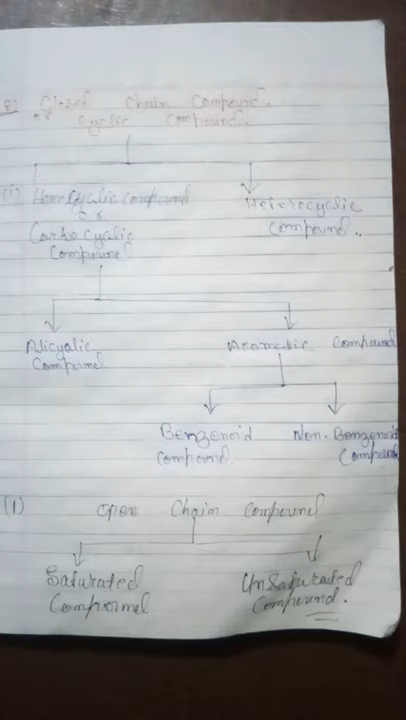 Closed Chain Compound.
or Cyclic Compound.
(i) Homocyclic Compound
or
Carbocyclic
Compound
Heterocyclic
Compound.
Alicyclic
Compound
Aromatic Compound
Benzenoid
Compound
Non-Benzenoid
Compound
(1) open Chain Compound
Saturated
Compound
UnSaturated
Compound.